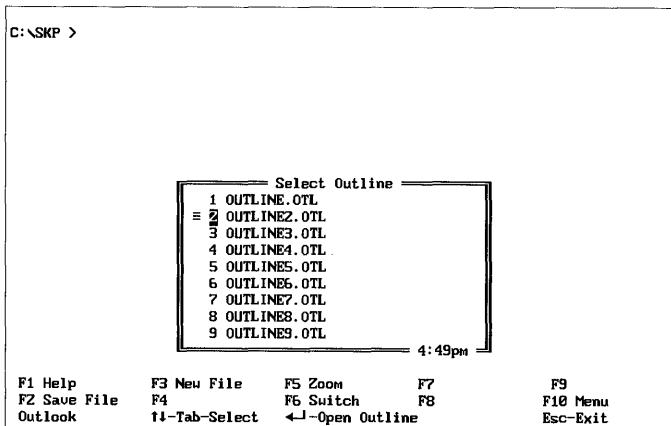 C:\SKP >
Select Outline
1 OUTLINE.OTL
≡ 2 OUTLINE2.OTL
3 OUTLINE3.OTL
4 OUTLINE4.OTL
5 OUTLINE5.OTL
6 OUTLINE6.OTL
7 OUTLINE7.OTL
8 OUTLINE8.OTL
9 OUTLINE9.OTL
4:49pm
F1 Help F3 New File F5 Zoom F7 F9
F2 Save File F4 F6 Switch F8 F10 Menu
Outlook ↑↓-Tab-Select ↵-Open Outline Esc-Exit